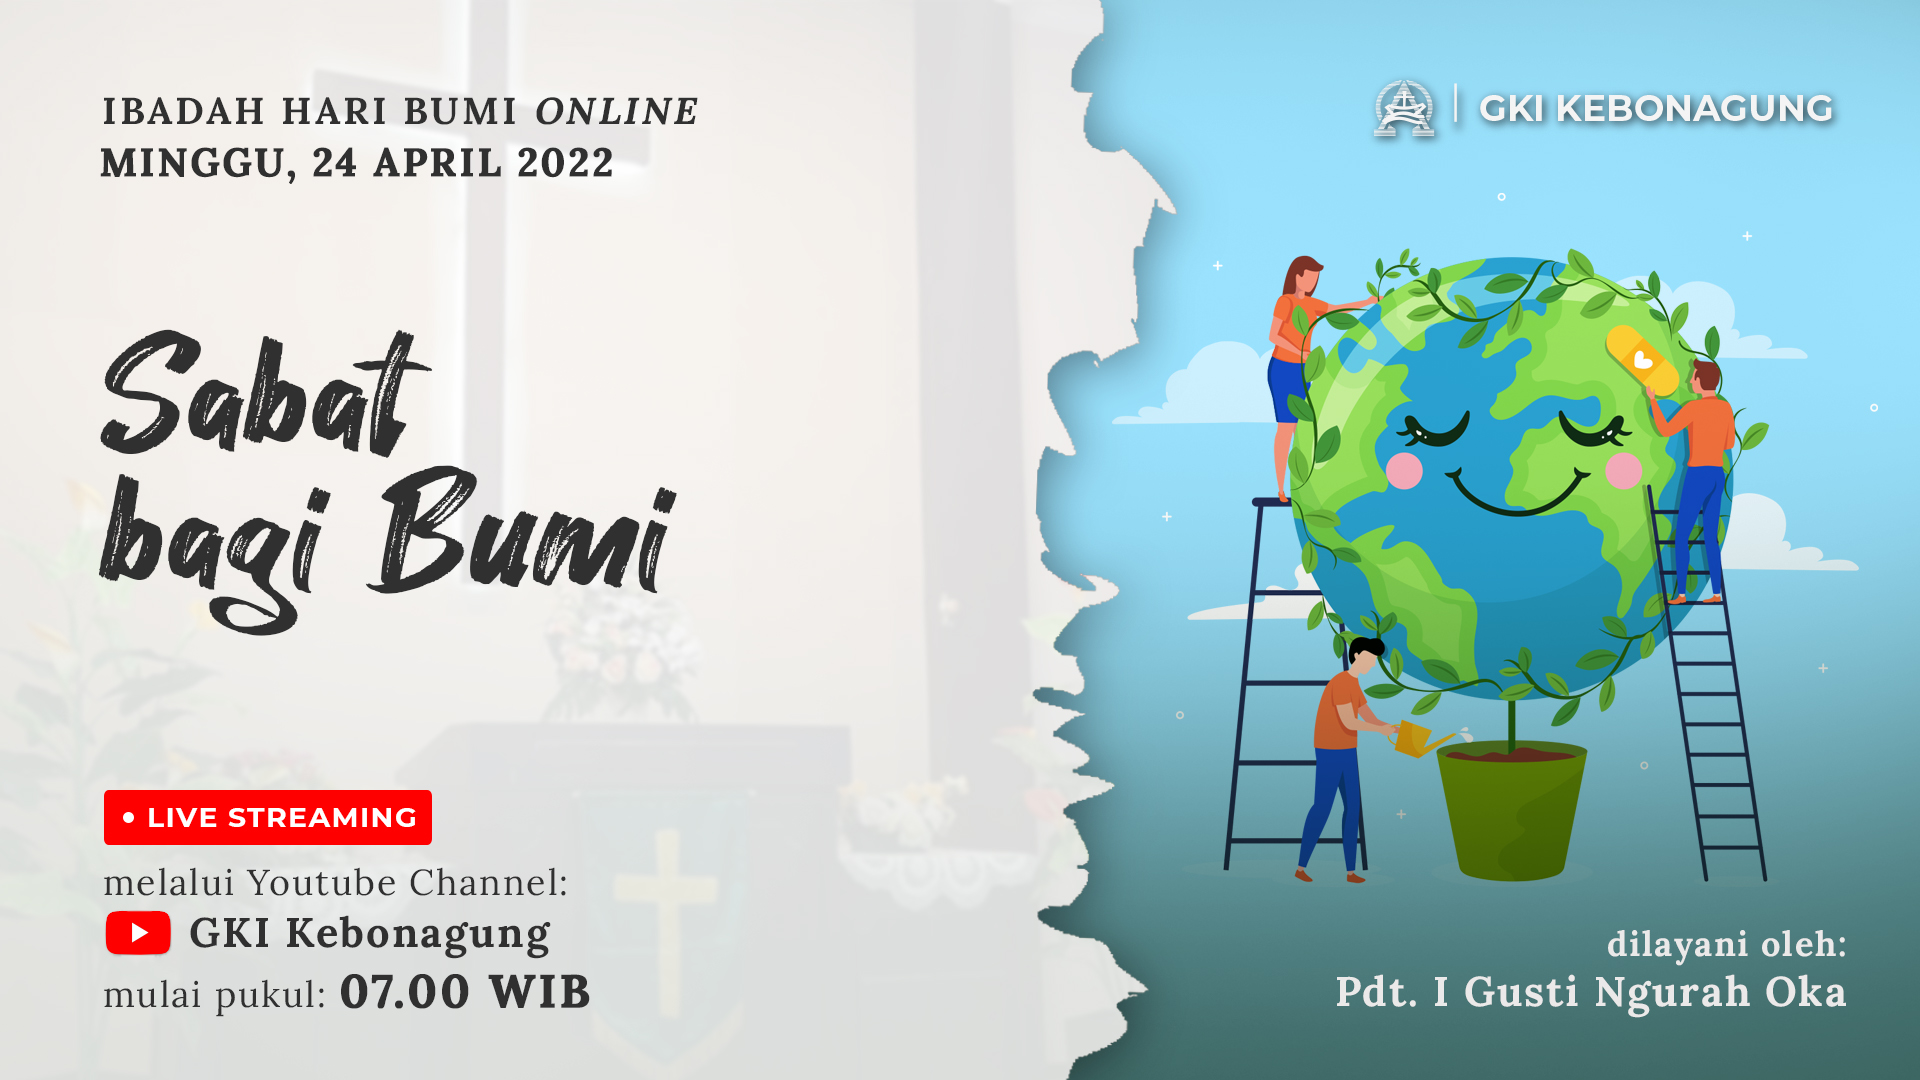 IBADAH HARI BUMI ONLINE
MINGGU, 24 APRIL 2022
Sabat
bagi Bumi
LIVE STREAMING
melalui Youtube Channel:
GKI Kebonagung
mulai pukul: 07.00 WIB
GKI KEBONAGUNG
dilayani oleh:
Pdt. I Gusti Ngurah Oka